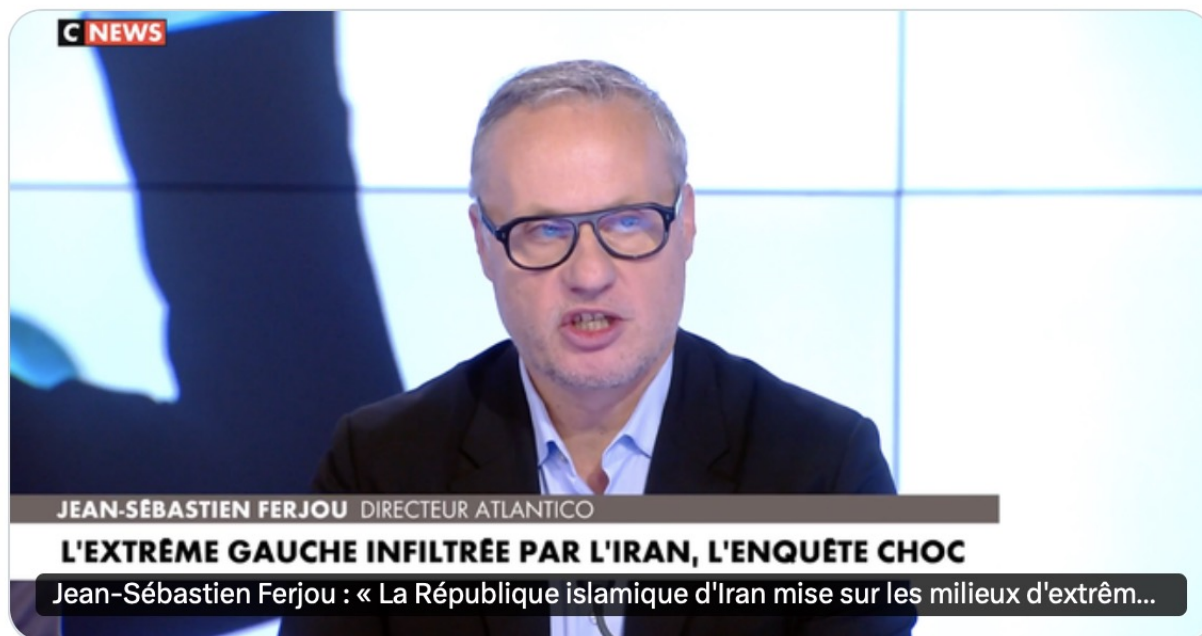 C NEWS
JEAN-SÉBASTIEN FERJOU DIRECTEUR ATLANTICO
L'EXTRÊME GAUCHE INFILTRÉE PAR L'IRAN, L'ENQUÊTE CHOC
Jean-Sébastien Ferjou : « La République islamique d'Iran mise sur les milieux d'extrêm...